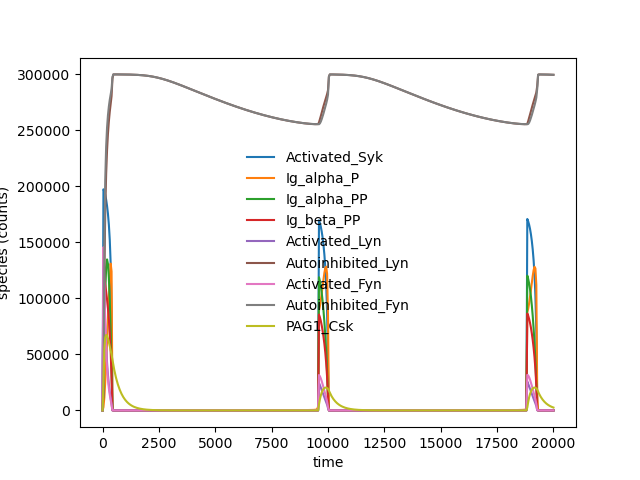 300000
250000
200000
150000
100000
50000
0
species (counts)
Activated_Syk
Ig_alpha_P
Ig_alpha_PP
Ig_beta_PP
Activated_Lyn
Autoinhibited_Lyn
Activated_Fyn
Autoinhibited_Fyn
PAG1_Csk
0 2500 5000 7500 10000 12500 15000 17500 20000
time